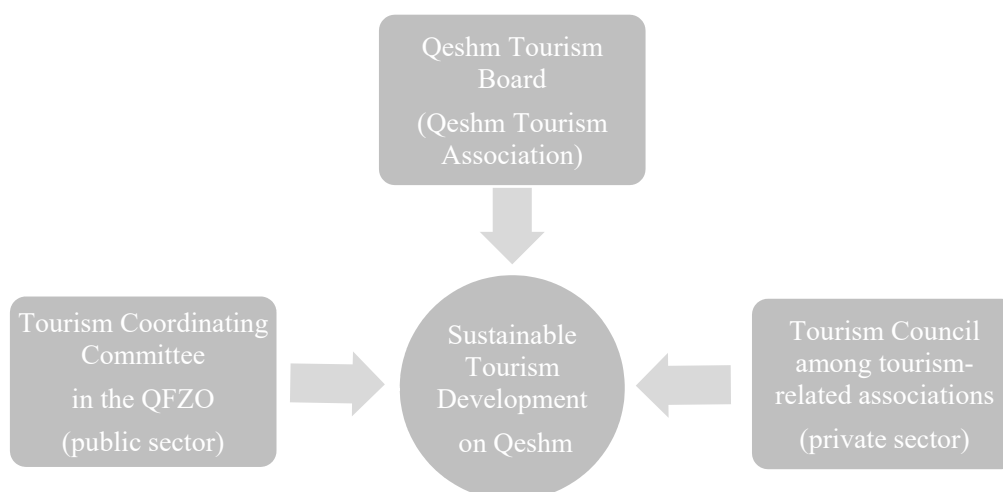 Qeshm Tourism
Board
(Qeshm Tourism
Association)
Tourism Coordinating
Committee
in the QFZO
(public sector)
Sustainable
Tourism
Development
on Qeshm
Tourism Council
among tourism-
related associations
(private sector)